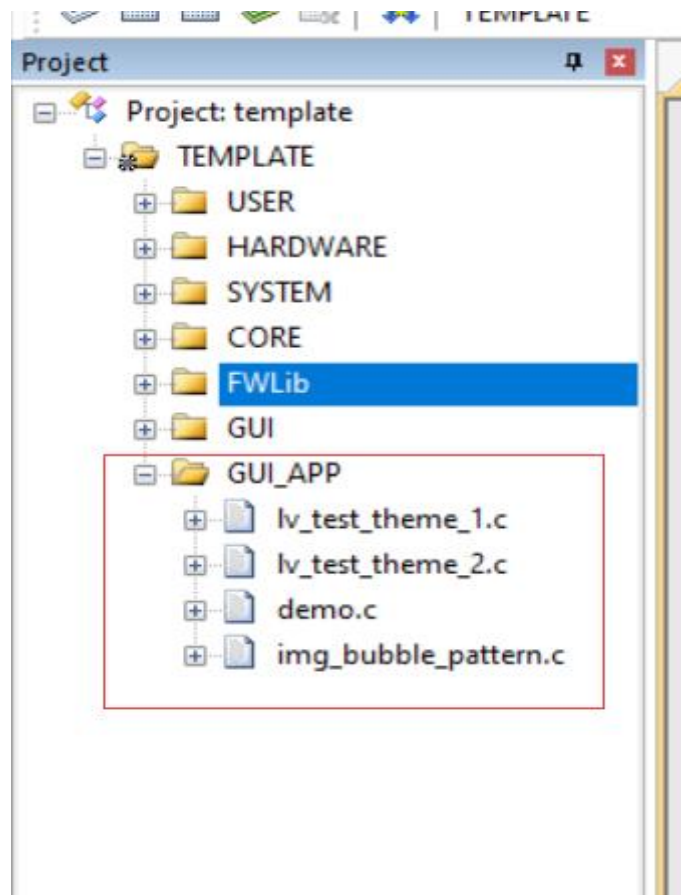 TEMPLATE
Project
Project: template
TEMPLATE
USER
HARDWARE
SYSTEM
CORE
FWLib
GUI
GUI_APP
lv_test_theme_1.c
lv_test_theme_2.c
demo.c
img_bubble_pattern.c